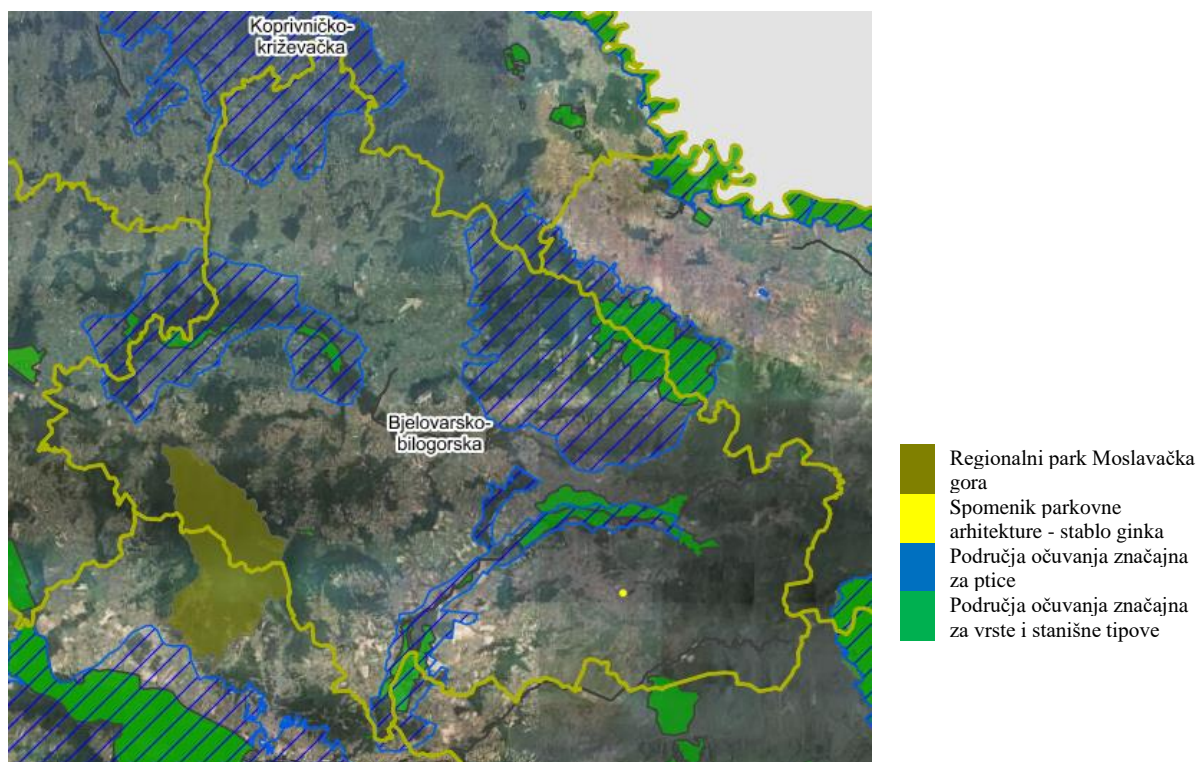 Koprivničko-
križevačka
Bjelovarsko-
bilogorska
Regionalni park Moslavačka
gora
Spomenik parkovne
arhitekture - stablo ginka
Područja očuvanja značajna
za ptice
Područja očuvanja značajna
za vrste i stanišne tipove